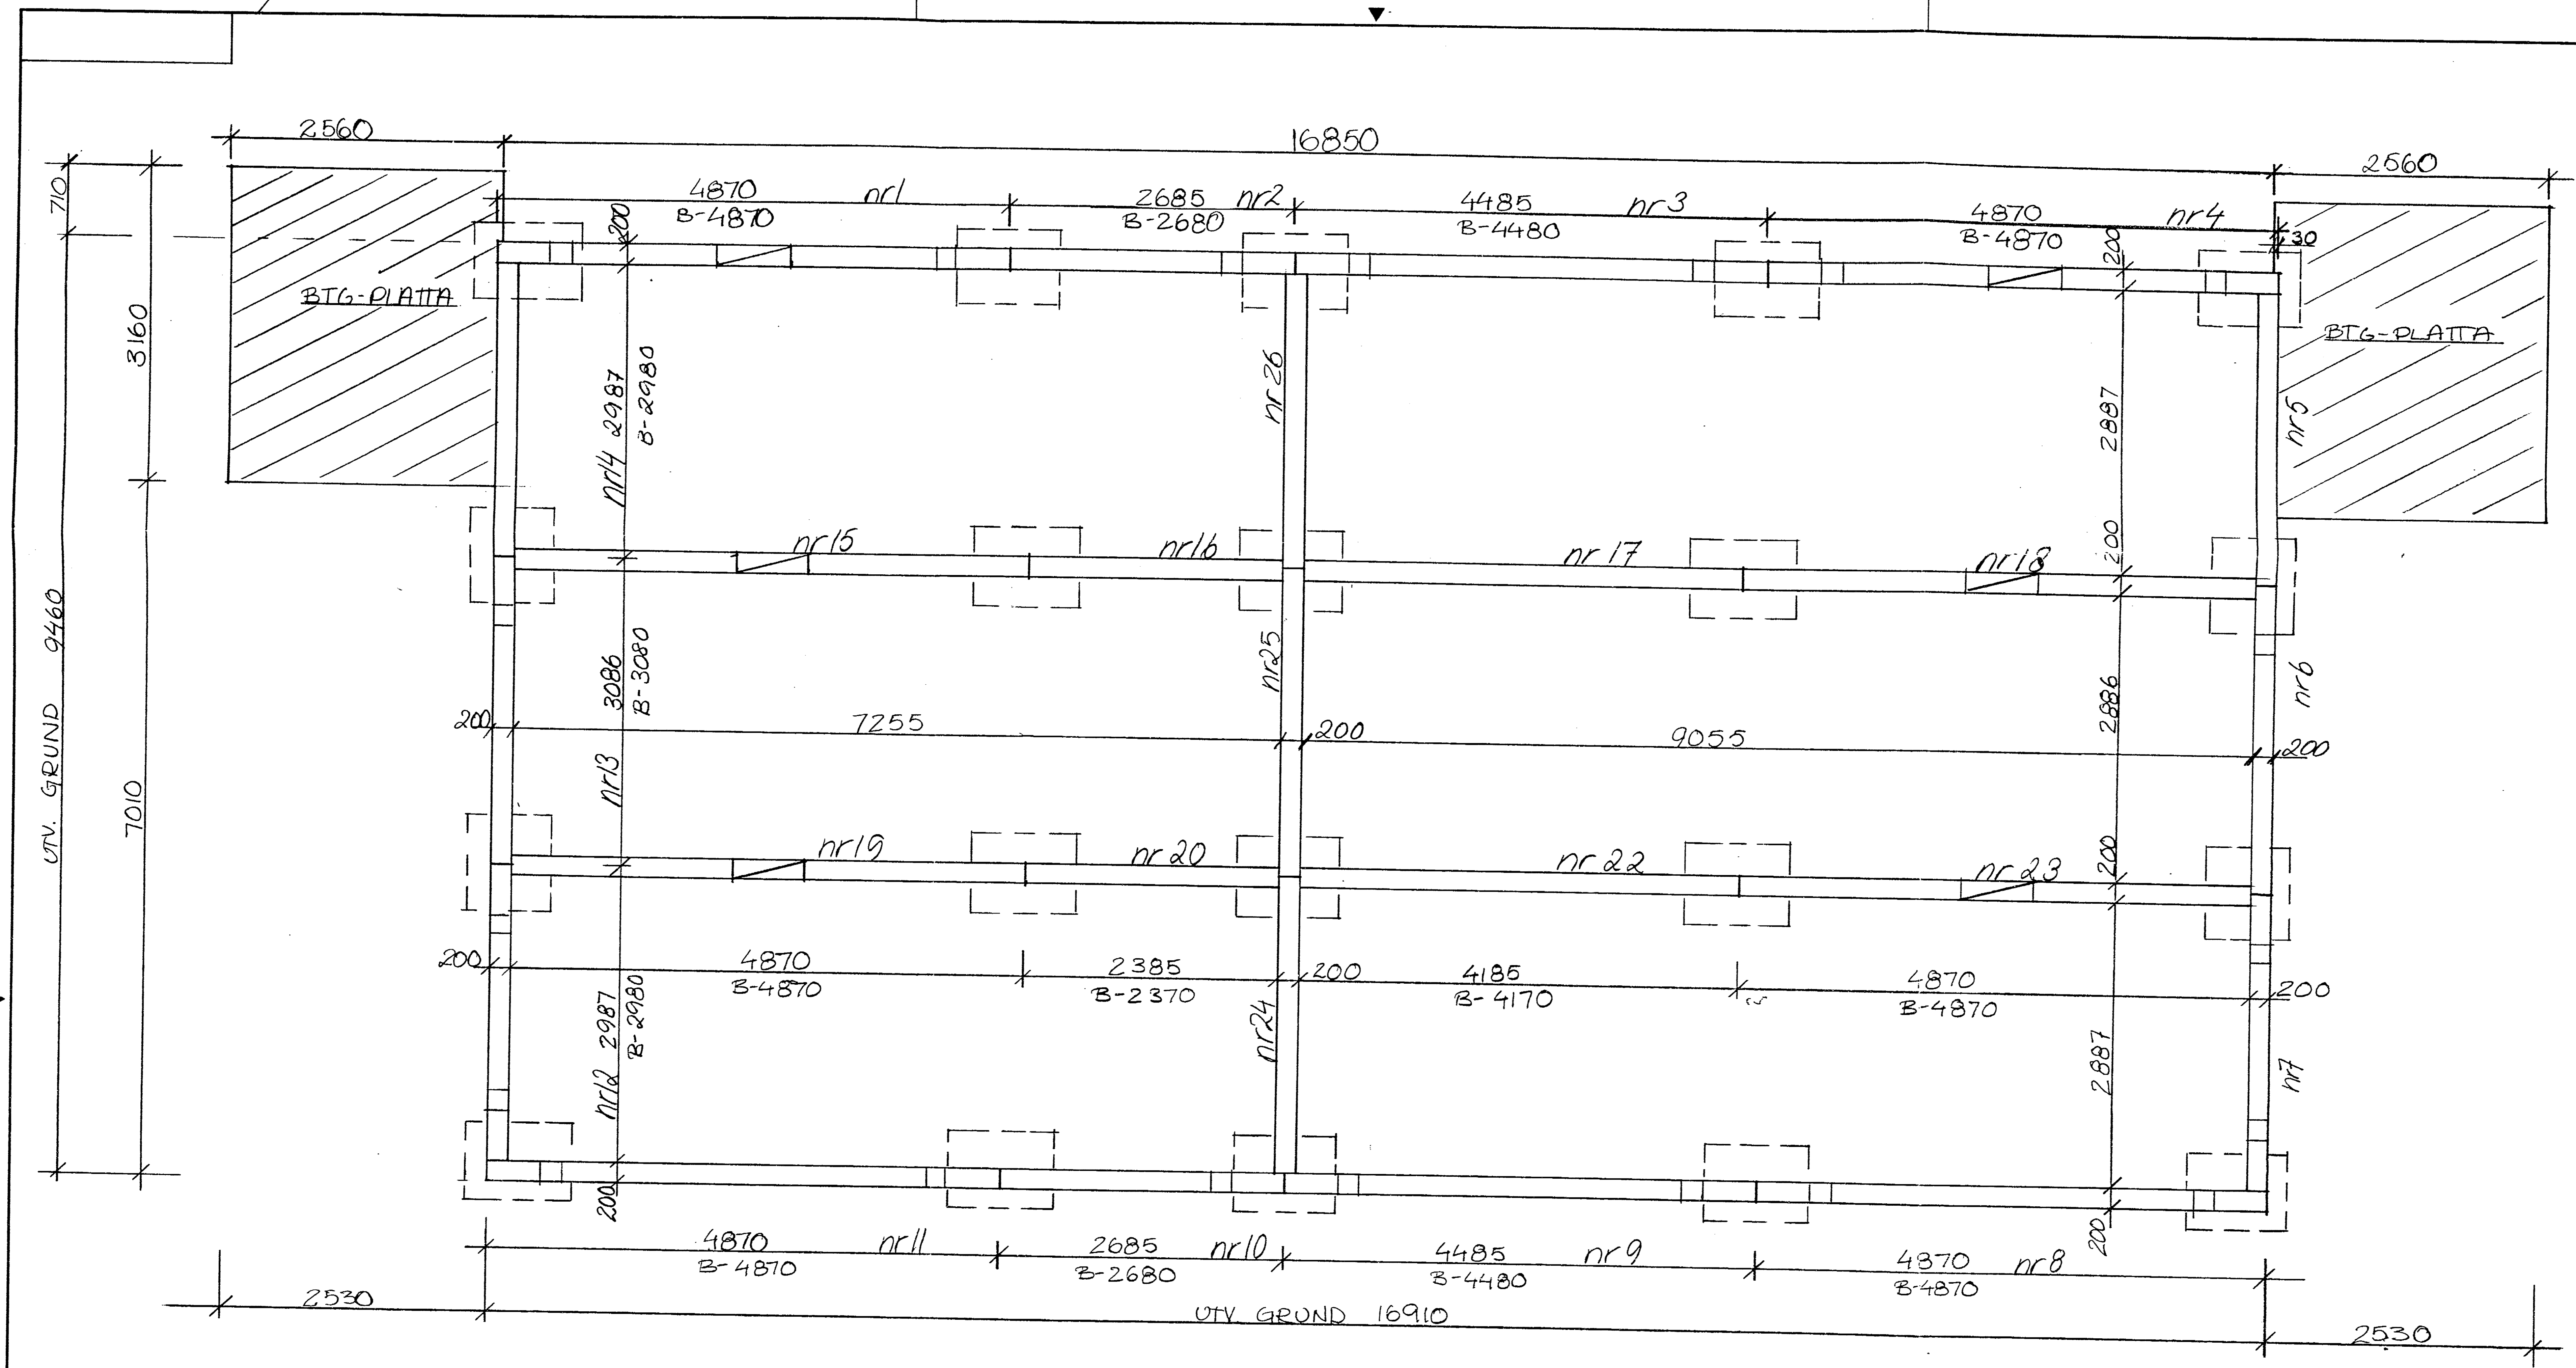 2560
16850
2560
710
4870 nr1
B-4870
2685 nr2
B-2680
4485 nr3
B-4480
4870 nr4
B-4870
200
200
30
BTG-PLATTA
BTG-PLATTA
3160
nr14 2987
B-2980
nr26
2887
nr5
nr15
nr16
nr17
nr18
200
UTV. GRUND 9460
7010
nr13 3086
B-3080
nr25
2886
nr6
200
7255
200
9055
200
nr19
nr20
nr22
nr23
200
200
4870
B-4870
2385
B-2370
200
4185
B-4170
4870
B-4870
200
nr12 2987
B-2980
nr24
2887
nr7
200
200
4870 nr11
B-4870
2685 nr10
B-2680
4485 nr9
B-4480
4870 nr8
B-4870
2530
UTV. GRUND 16910
2530